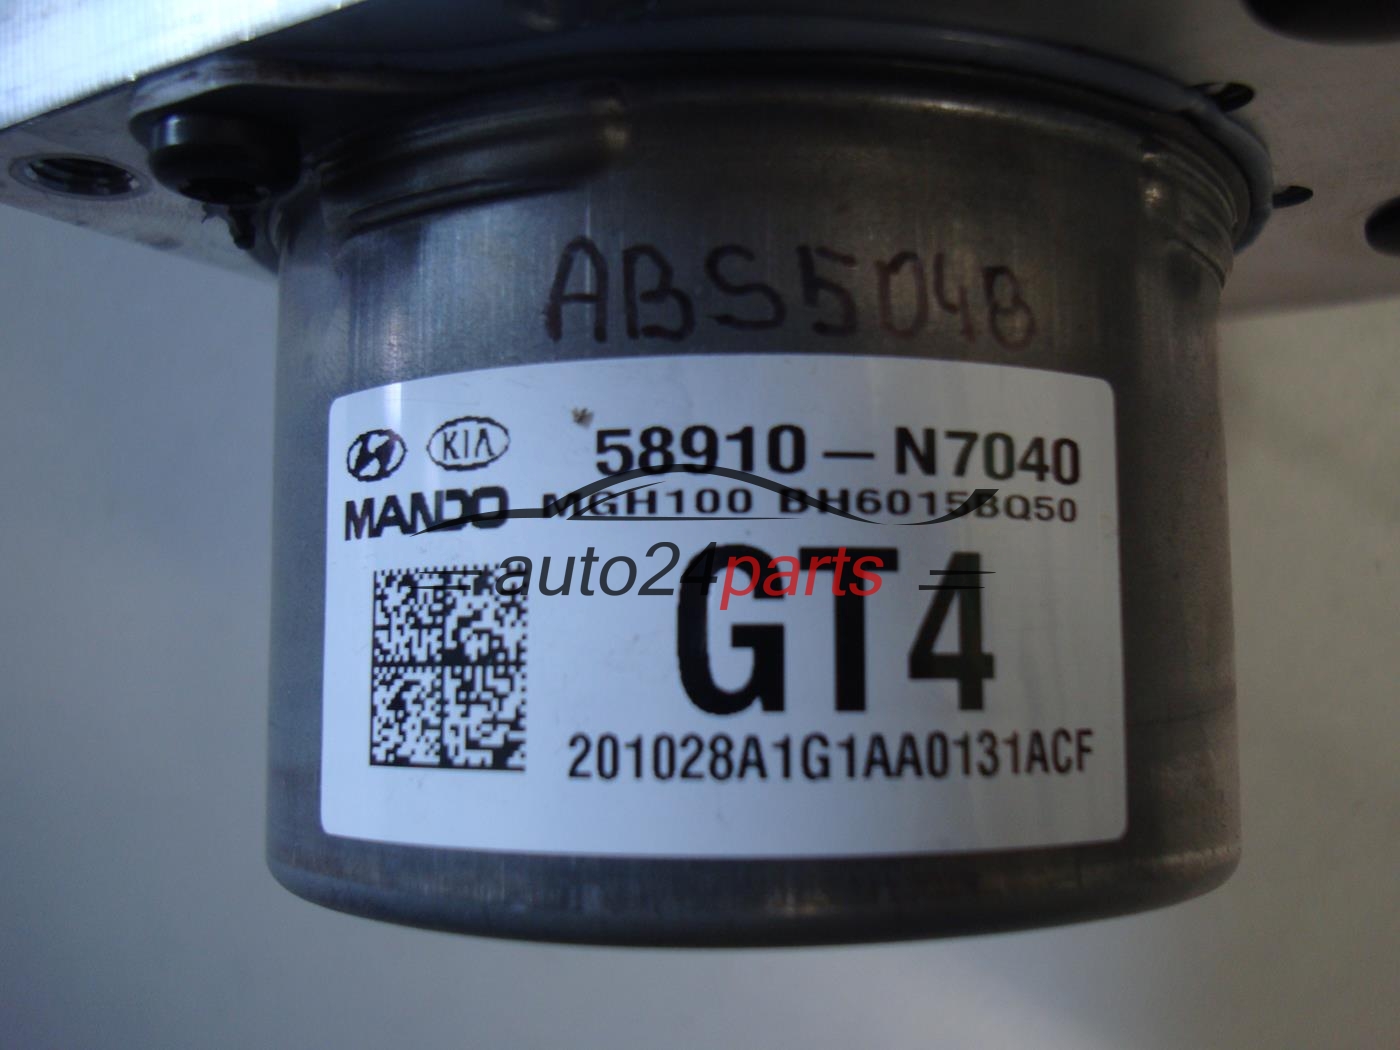 ABS5048
KIA 58910-N7040
MANDO MGH100 BH6015BQ50
auto24parts
GT4
201028A1G1AA0131ACF